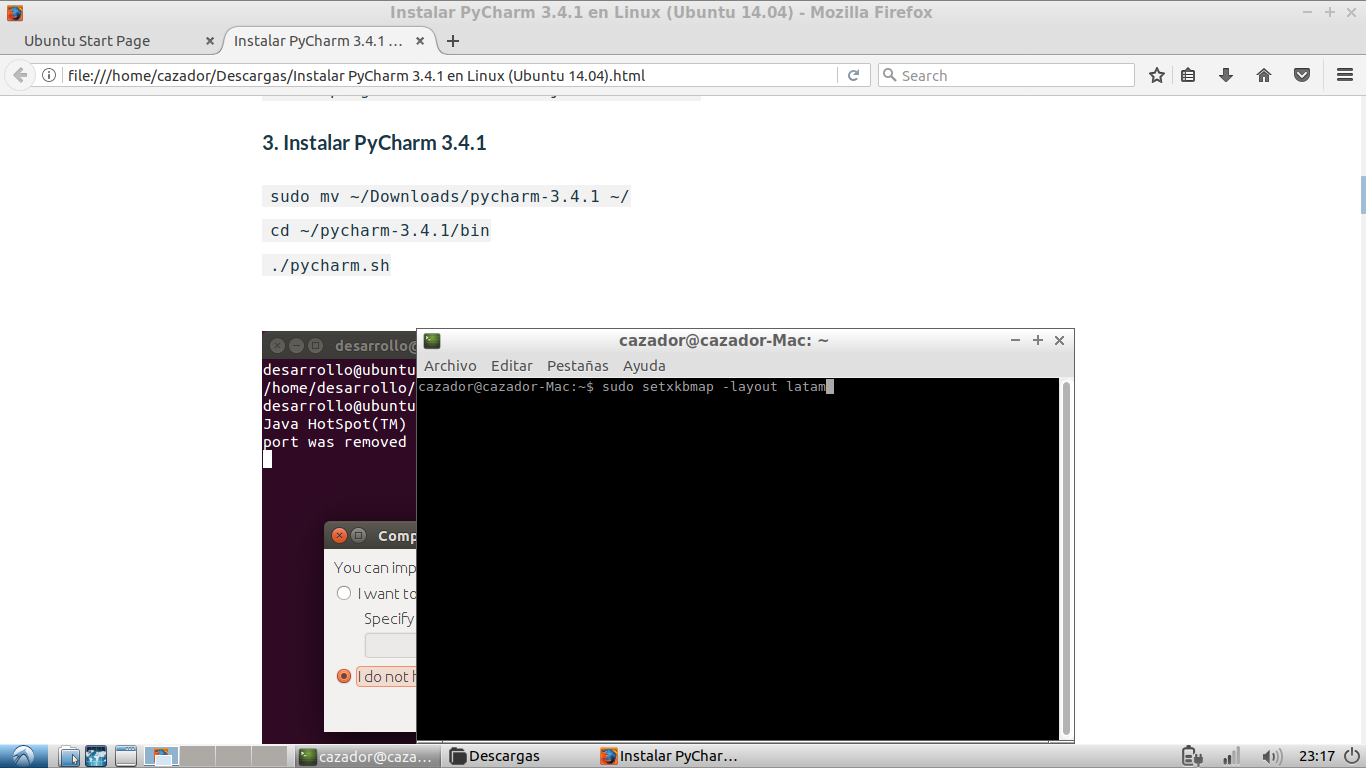 Instalar PyCharm 3.4.1 en Linux (Ubuntu 14.04) - Mozilla Firefox
Ubuntu Start Page
Instalar PyCharm 3.4.1 ...
file:///home/cazador/Descargas/Instalar PyCharm 3.4.1 en Linux (Ubuntu 14.04).html
Search
3. Instalar PyCharm 3.4.1
sudo mv ~/Downloads/pycharm-3.4.1 ~/
cd ~/pycharm-3.4.1/bin
./pycharm.sh
desarrollo@
desarrollo@ubuntu
/home/desarrollo/
desarrollo@ubuntu
Java HotSpot(TM)
port was removed
Comp
You can imp
I want to
Specify
I do not h
cazador@cazador-Mac: ~
Archivo Editar Pestañas Ayuda
cazador@cazador-Mac:~$ sudo setxkbmap -layout latam
cazador@caza...
Descargas
Instalar PyChar...
23:17